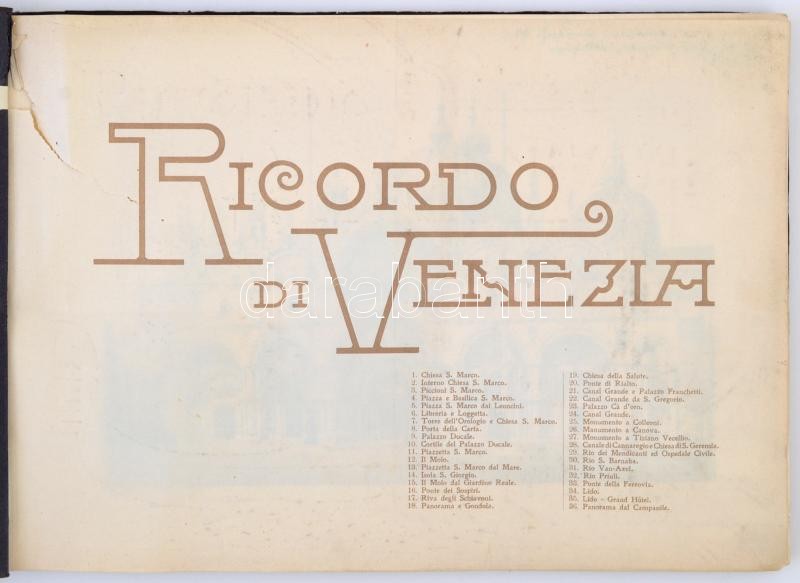 RICORDO
DI VENEZIA
darabanth
1. Chiesa S. Marco.
2. Interno Chiesa S. Marco.
3. Piccioni S. Marco.
4. Piazza e Basilica S. Marco.
5. Piazza S. Marco dai Leoncini.
6. Libreria e Loggetta.
7. Torre dell'Orologio e Chiesa S. Marco.
8. Porta della Carta.
9. Palazzo Ducale.
10. Cortile del Palazzo Ducale.
11. Piazzetta S. Marco.
12. Il Molo.
13. Piazzetta S. Marco dal Mare.
14. Isola S. Giorgio.
15. Il Molo dal Giardino Reale.
16. Ponte dei Sospiri.
17. Riva degli Schiavoni.
18. Panorama e Gondola.
19. Chiesa della Salute.
20. Ponte di Rialto.
21. Canal Grande e Palazzo Franchetti.
22. Canal Grande da S. Gregorio.
23. Palazzo Cà d'oro.
24. Canal Grande.
25. Monumento a Colleoni.
26. Monumento a Canova.
27. Monumento a Tiziano Vecellio.
28. Canale di Cannaregio e Chiesa di S. Geremia.
29. Rio dei Mendicanti ed Ospedale Civile.
30. Rio S. Barnaba.
31. Rio Van-Axel.
32. Rio Priuli.
33. Ponte della Ferrovia.
34. Lido.
35. Lido - Grand Hôtel.
36. Panorama dal Campanile.